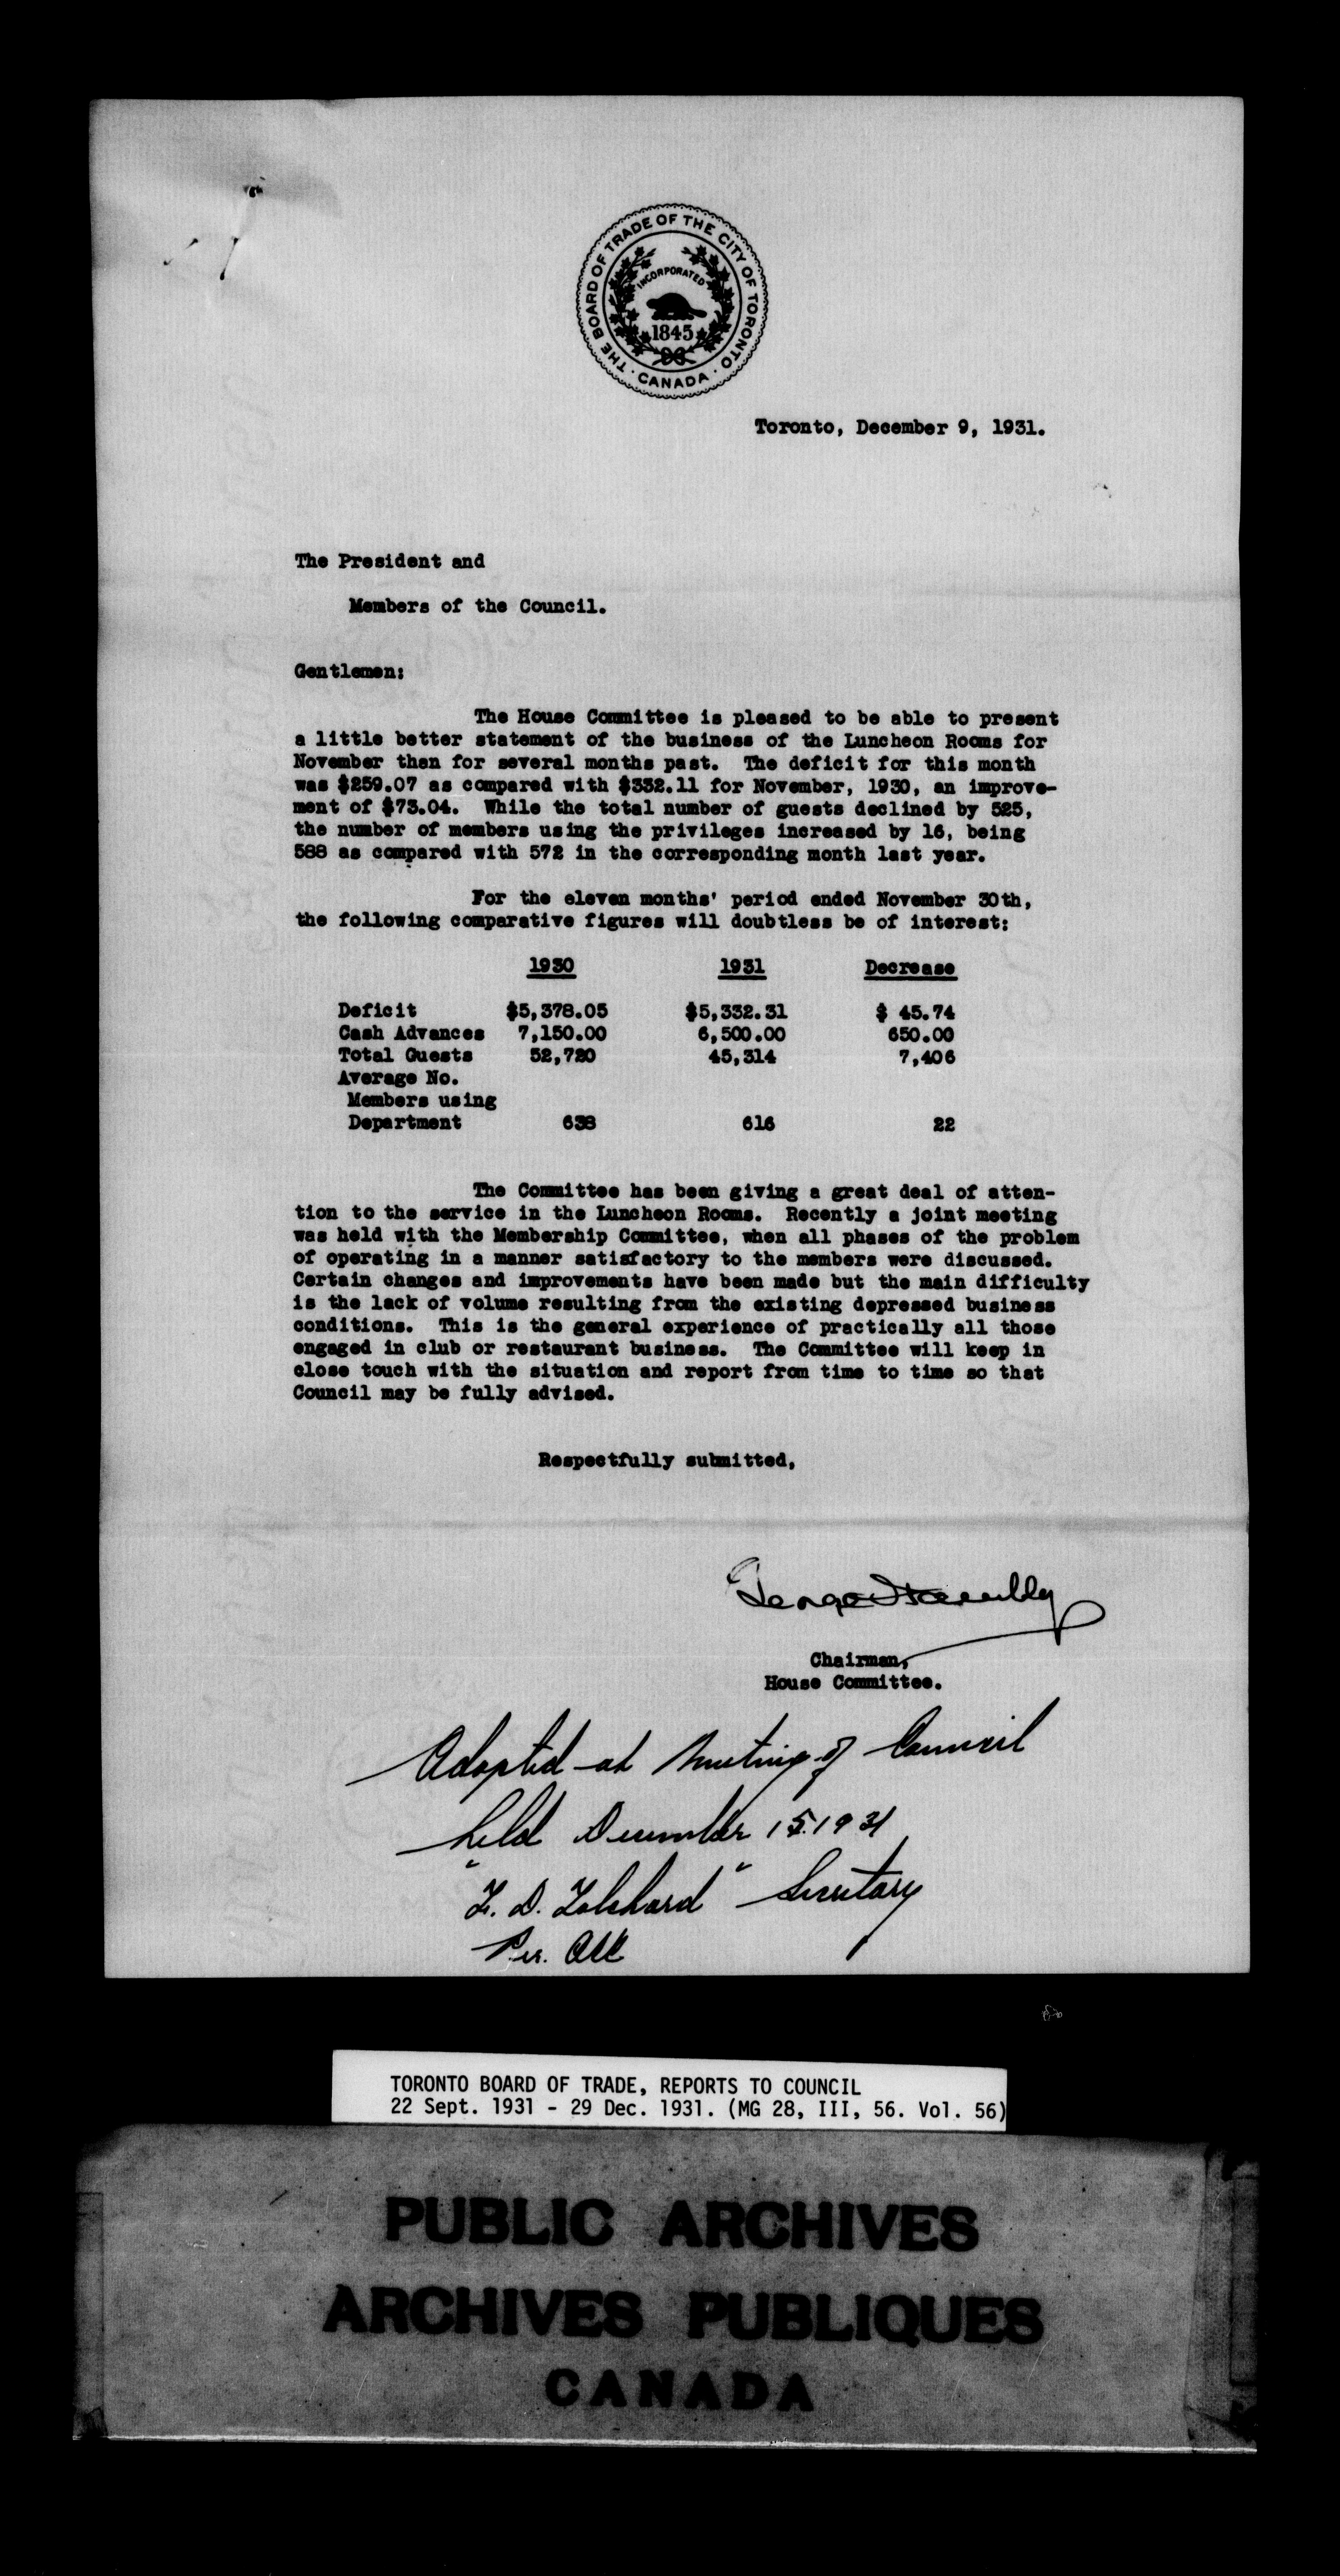 THE BOARD OF TRADE OF THE CITY OF TORONTO
· CANADA ·
INCORPORATED
1845
Toronto, December 9, 1931.
The President and
Members of the Council.
Gentlemen:
The House Committee is pleased to be able to present
a little better statement of the business of the Luncheon Rooms for
November than for several months past. The deficit for this month
was $259.07 as compared with $332.11 for November, 1930, an improve-
ment of $73.04. While the total number of guests declined by 525,
the number of members using the privileges increased by 16, being
588 as compared with 572 in the corresponding month last year.
For the eleven months' period ended November 30th,
the following comparative figures will doubtless be of interest:
1930 1931 Decrease
Deficit $5,378.05 $5,332.31 $ 45.74
Cash Advances 7,150.00 6,500.00 650.00
Total Guests 52,720 45,314 7,406
Average No.
Members using
Department 638 616 22
The Committee has been giving a great deal of atten-
tion to the service in the Luncheon Rooms. Recently a joint meeting
was held with the Membership Committee, when all phases of the problem
of operating in a manner satisfactory to the members were discussed.
Certain changes and improvements have been made but the main difficulty
is the lack of volume resulting from the existing depressed business
conditions. This is the general experience of practically all those
engaged in club or restaurant business. The Committee will keep in
close touch with the situation and report from time to time so that
Council may be fully advised.
Respectfully submitted,
George
Chairman,
House Committee.
Adopted at Meeting of Council
held December 15.1931
"F. D. Tolchard" Secretary
Per.
TORONTO BOARD OF TRADE, REPORTS TO COUNCIL
22 Sept. 1931 - 29 Dec. 1931. (MG 28, III, 56. Vol. 56)
PUBLIC ARCHIVES
ARCHIVES PUBLIQUES
CANADA